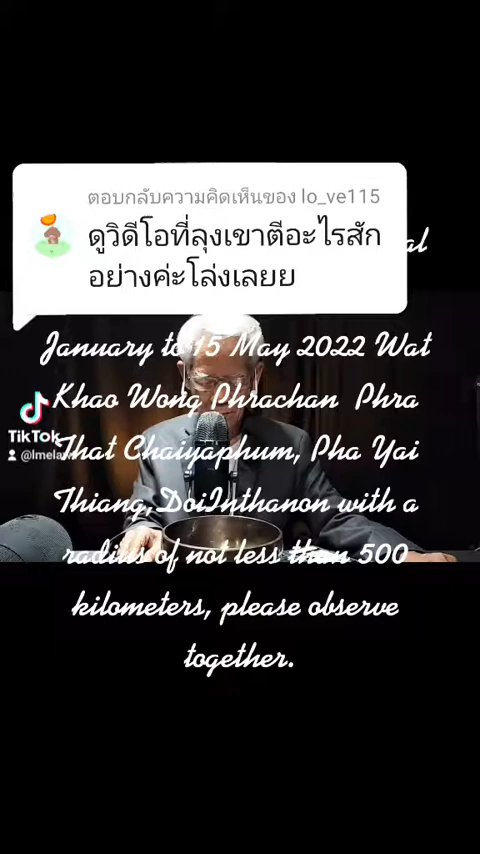 ตอบกลับความคิดเห็นของ lo_ve115
ดูวิดีโอที่ลุงเขาตีอะไรสัก
อย่างค่ะโล่งเลยย
January to 15 May 2022 Wat
Khao Wong Phrachan Phra
That Chaiyaphum, Pha Yai
Thiang,DoiInthanon with a
radius of not less than 500
kilometers, please observe
together.
TikTok